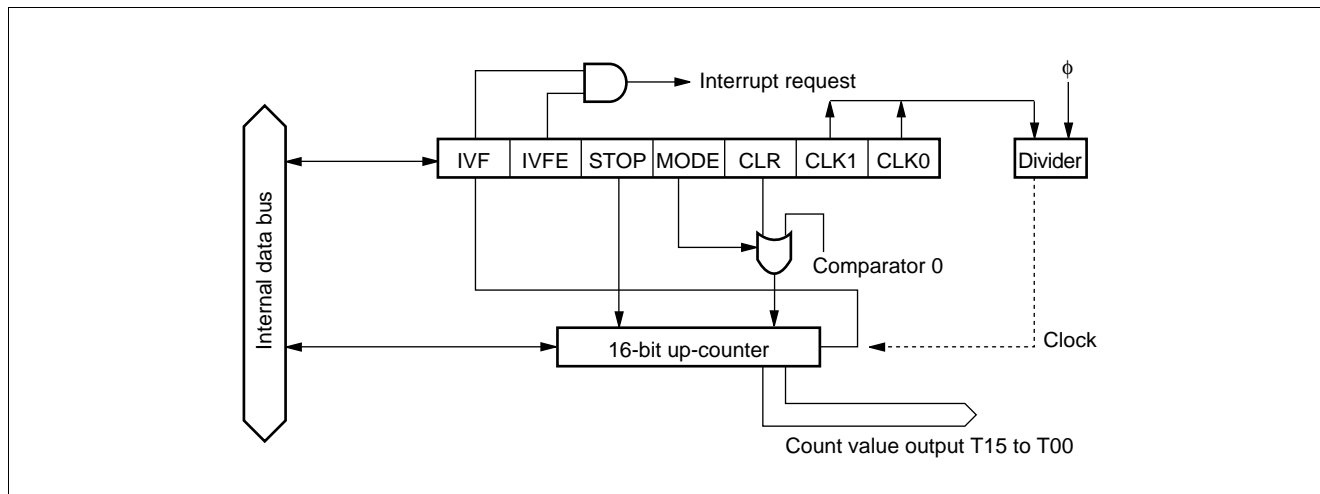 Interrupt request
ϕ
IVF IVFE STOP MODE CLR CLK1 CLK0
Divider
Internal data bus
Comparator 0
16-bit up-counter
Clock
Count value output T15 to T00